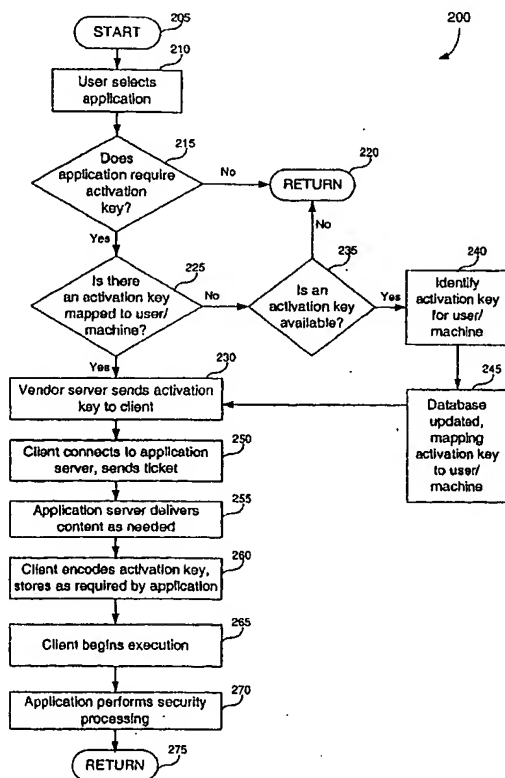 200
205
START
210
User selects
application
215
Does
application require
activation
key?
No
220
RETURN
Yes
No
225
Is there
an activation key
mapped to user/
machine?
No
235
Is an
activation key
available?
Yes
240
Identify
activation key
for user/
machine
Yes
230
Vendor server sends activation
key to client
245
Database
updated,
mapping
activation key
to user/
machine
250
Client connects to application
server, sends ticket
255
Application server delivers
content as needed
260
Client encodes activation key,
stores as required by application
265
Client begins execution
270
Application performs security
processing
RETURN
275